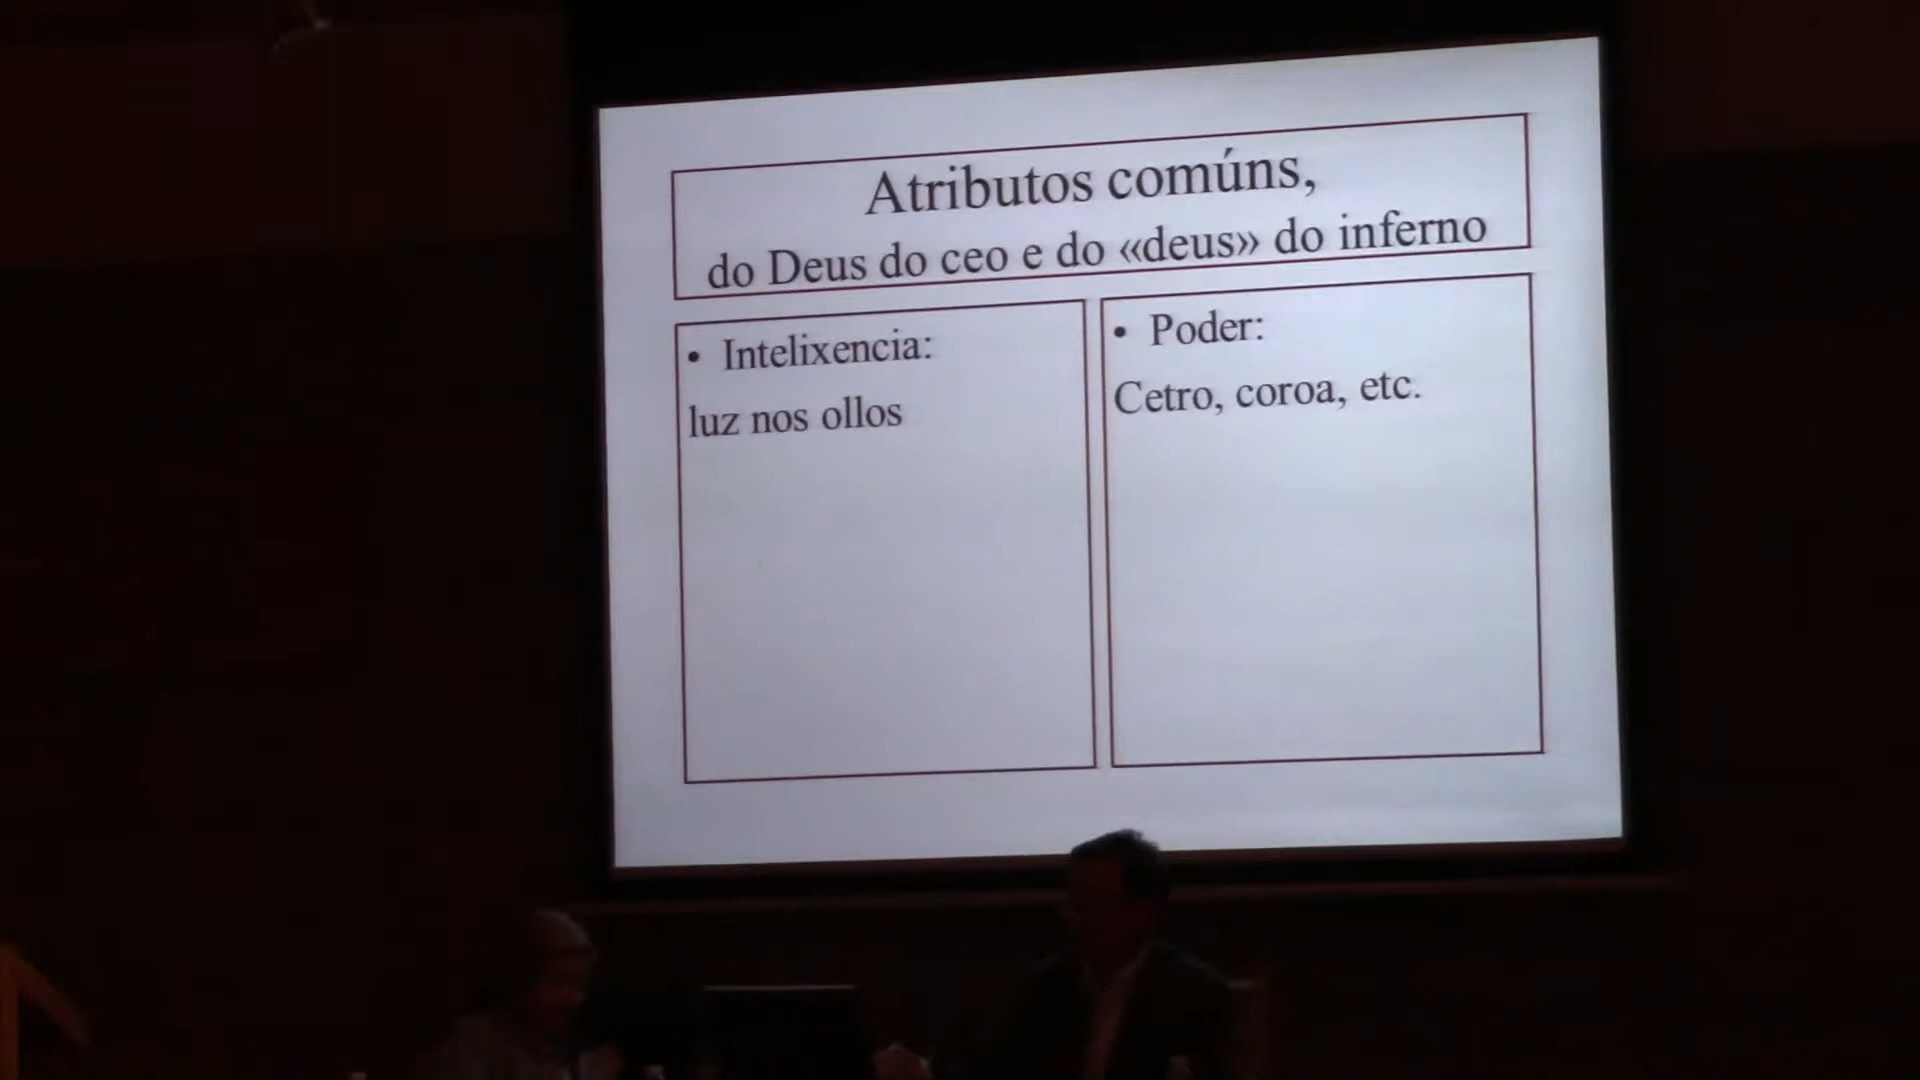 Atributos comúns,
do Deus do ceo e do «deus» do inferno
• Intelixencia:
luz nos ollos
• Poder:
Cetro, coroa, etc.